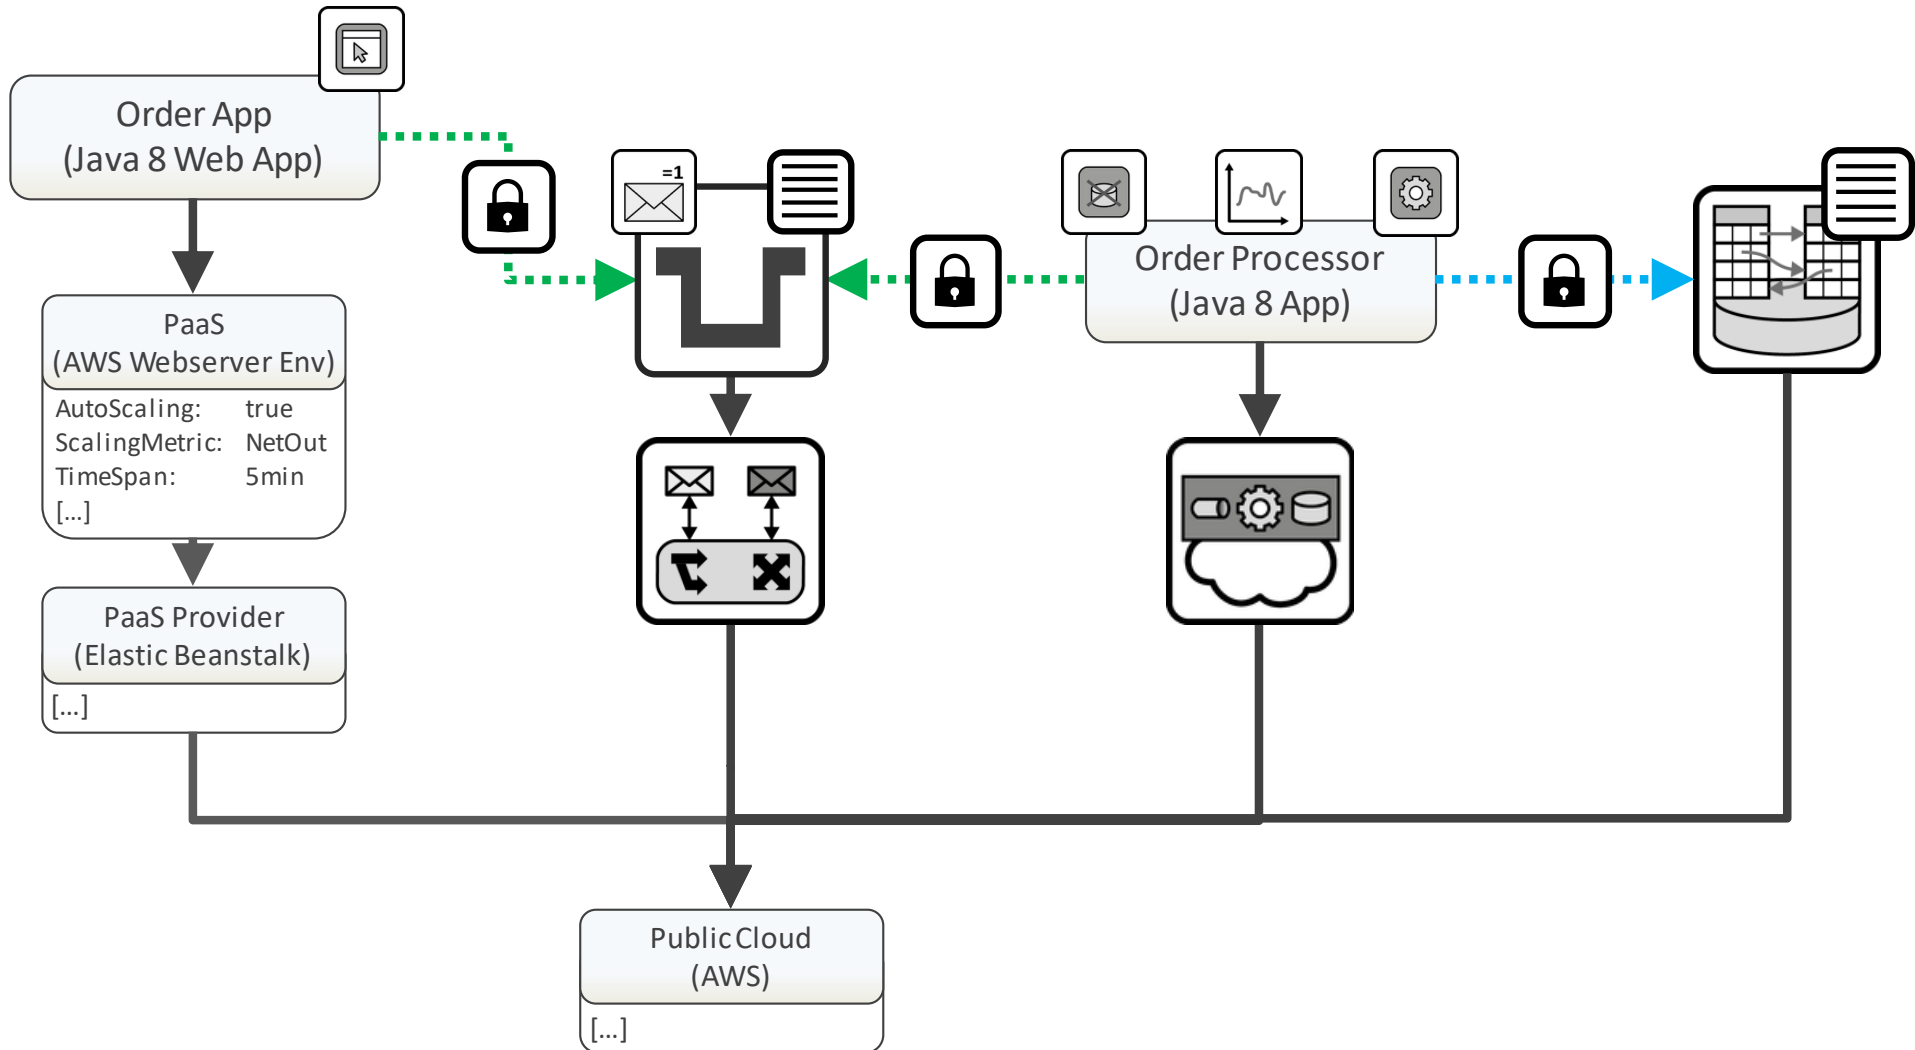 Order App
(Java 8 Web App)
=1
Order Processor
(Java 8 App)
PaaS
(AWS Webserver Env)
AutoScaling: true
ScalingMetric: NetOut
TimeSpan: 5min
[...]
PaaS Provider
(Elastic Beanstalk)
[...]
Public Cloud
(AWS)
[...]